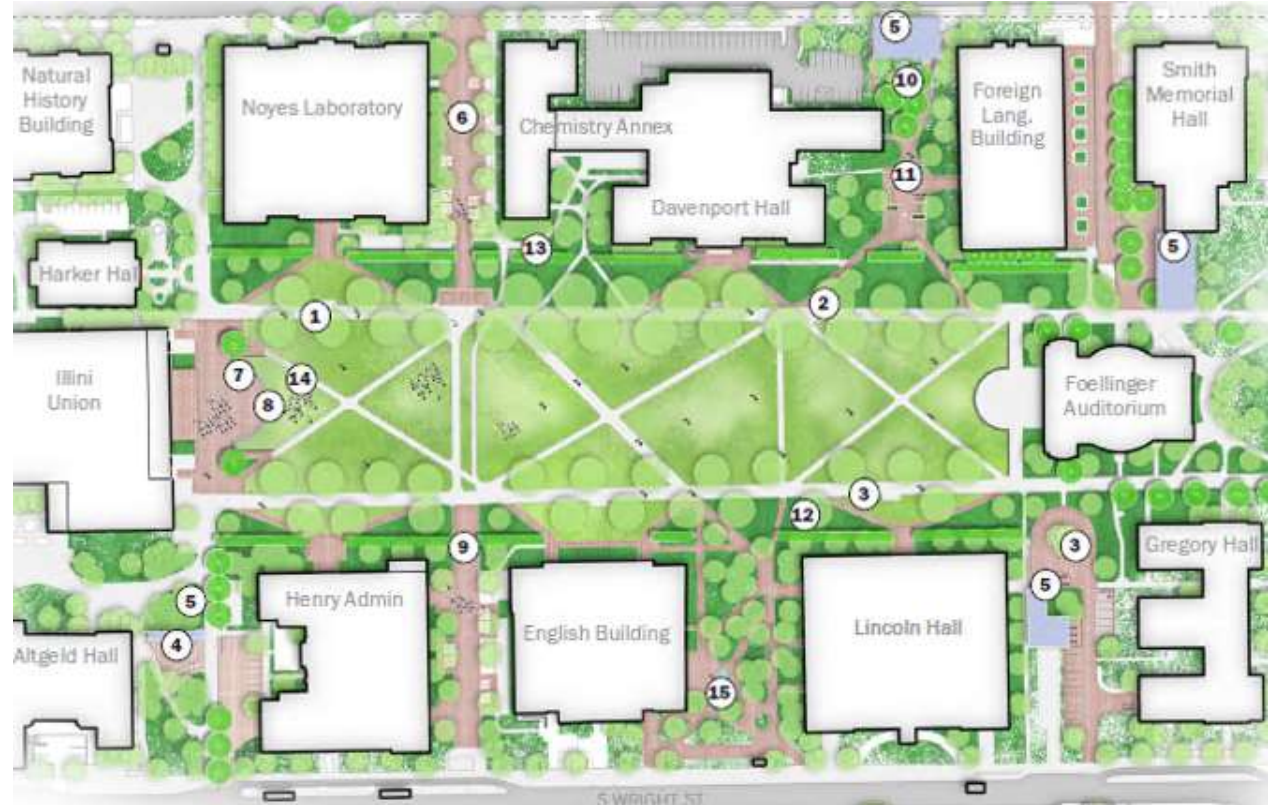 5
Natural
History
Building
Noyes Laboratory
6
Chemistry Annex
10
Foreign
Lang.
Building
Smith
Memorial
Hall
11
Davenport Hall
Harker Hal
13
5
1
2
Illini
Union
7
14
8
Foellinger
Auditorium
3
12
9
3
Gregory Hall
5
Henry Admin
5
English Building
Lincoln Hall
4
Altgeld Hall
15
S WRIGHT ST